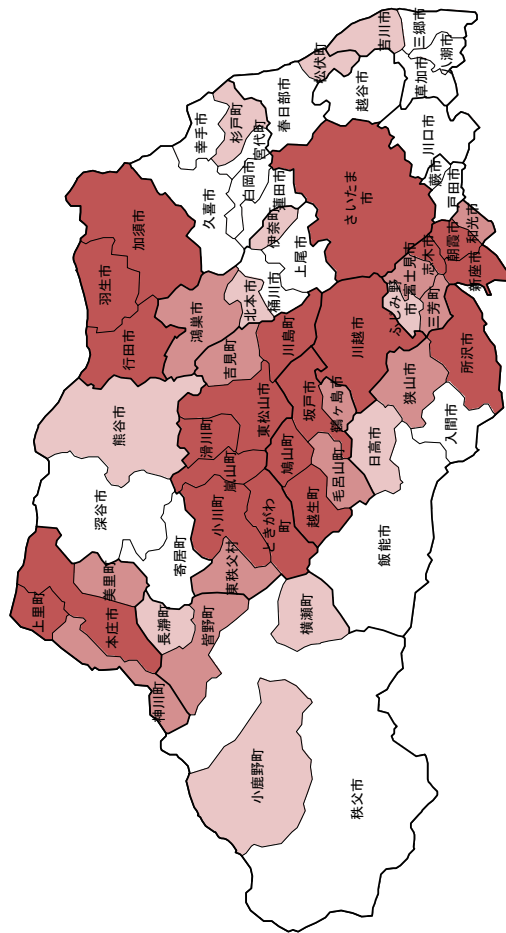 上里町
本庄市
美里町
神川町
深谷市
寄居町
長瀞町
皆野町
東秩父村
横瀬町
小鹿野町
秩父市
熊谷市
行田市
羽生市
加須市
鴻巣市
北本市
桶川市
吉見町
川島町
滑川町
嵐山町
小川町
東松山市
ときがわ
町
鳩山町
越生町
坂戸市
鶴ヶ島市
毛呂山町
日高市
飯能市
川越市
狭山市
入間市
所沢市
ふじみ野
市
富士見市
三芳町
志木市
朝霞市
新座市
和光市
さいたま
市
上尾市
伊奈町
蓮田市
白岡市
久喜市
幸手市
杉戸町
宮代町
春日部市
松伏町
吉川市
越谷市
三郷市
八潮市
草加市
川口市
蕨市
戸田市